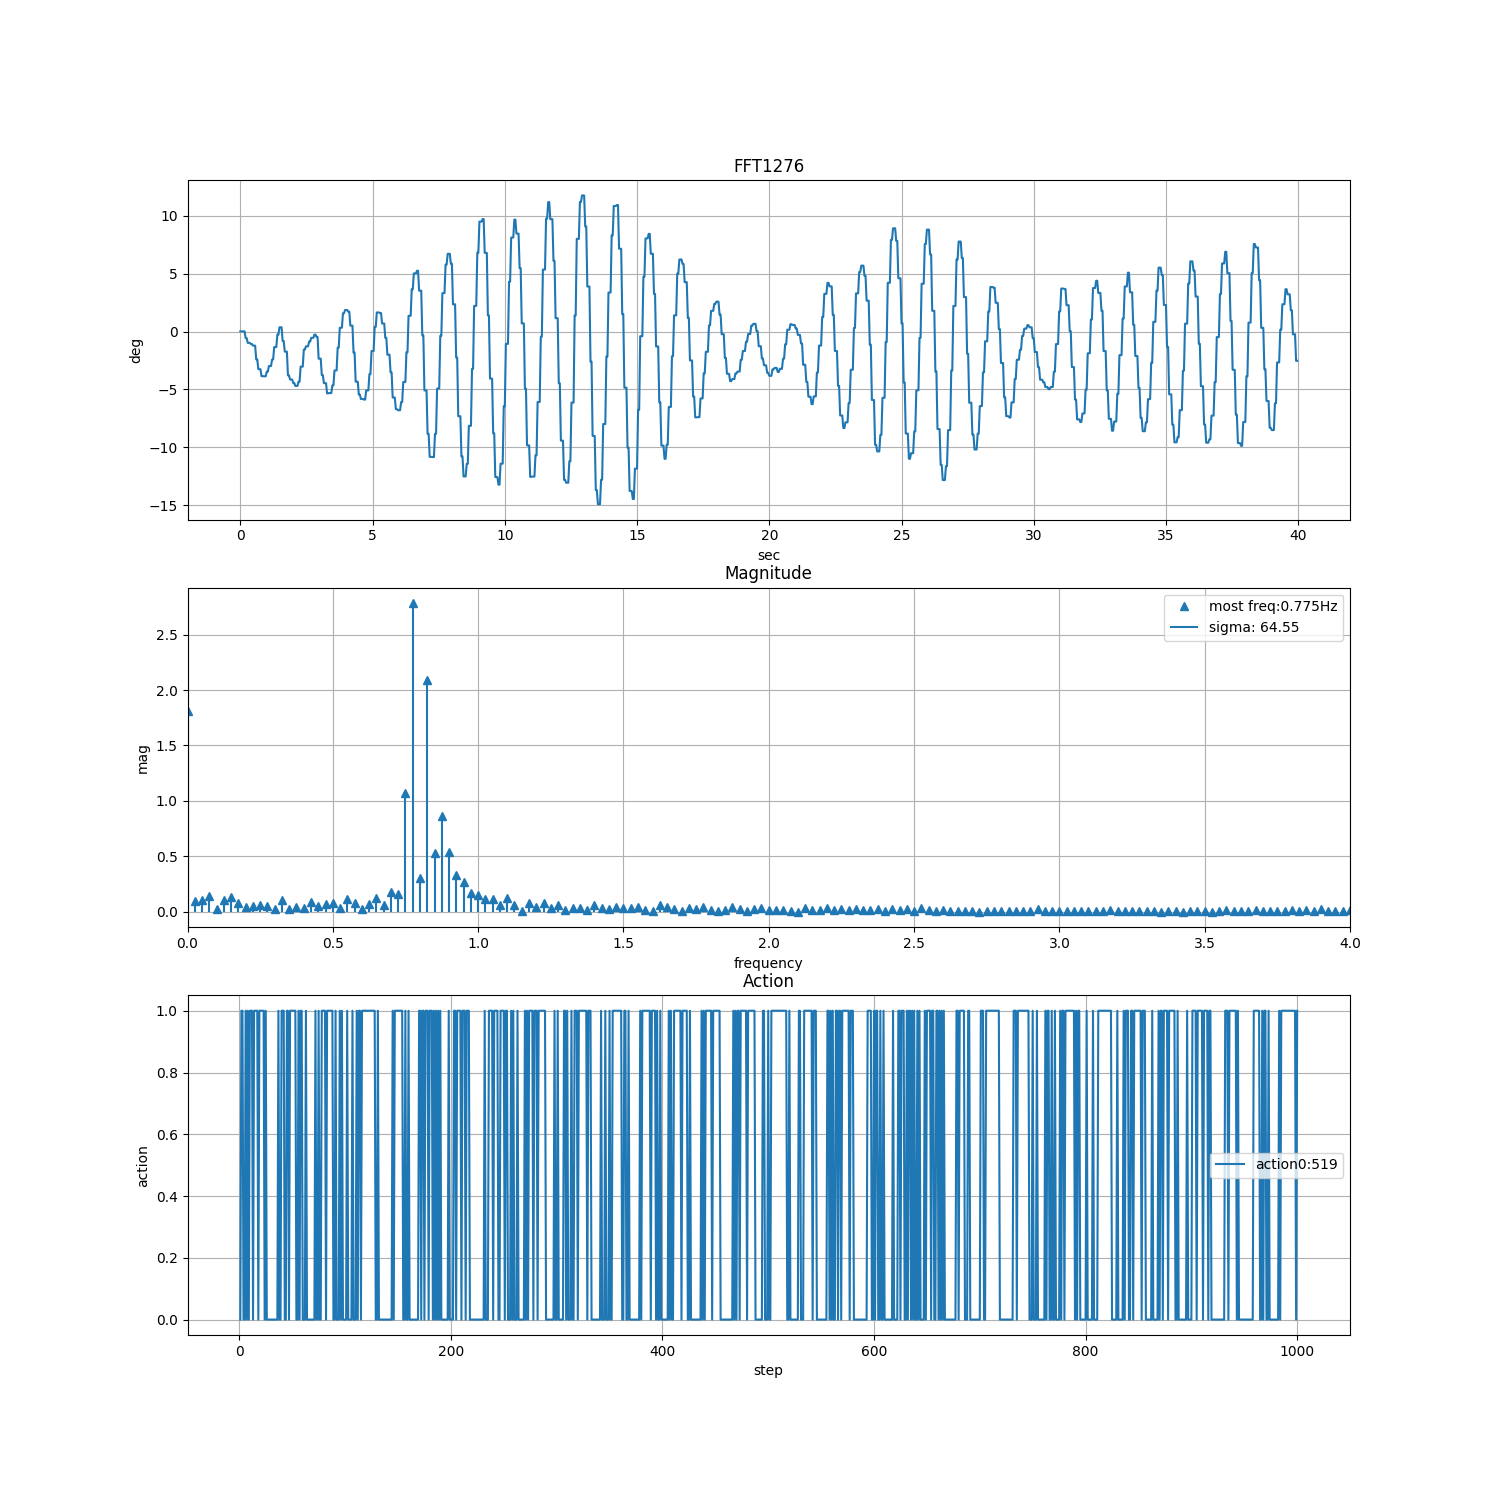 FFT1276
10
5
0
−5
−10
−15
deg
0 5 10 15 20 25 30 35 40
sec
Magnitude
most freq:0.775Hz
sigma: 64.55
2.5
2.0
1.5
1.0
0.5
0.0
mag
0.0 0.5 1.0 1.5 2.0 2.5 3.0 3.5 4.0
frequency
Action
1.0
0.8
0.6
0.4
0.2
0.0
action
action0:519
0 200 400 600 800 1000
step